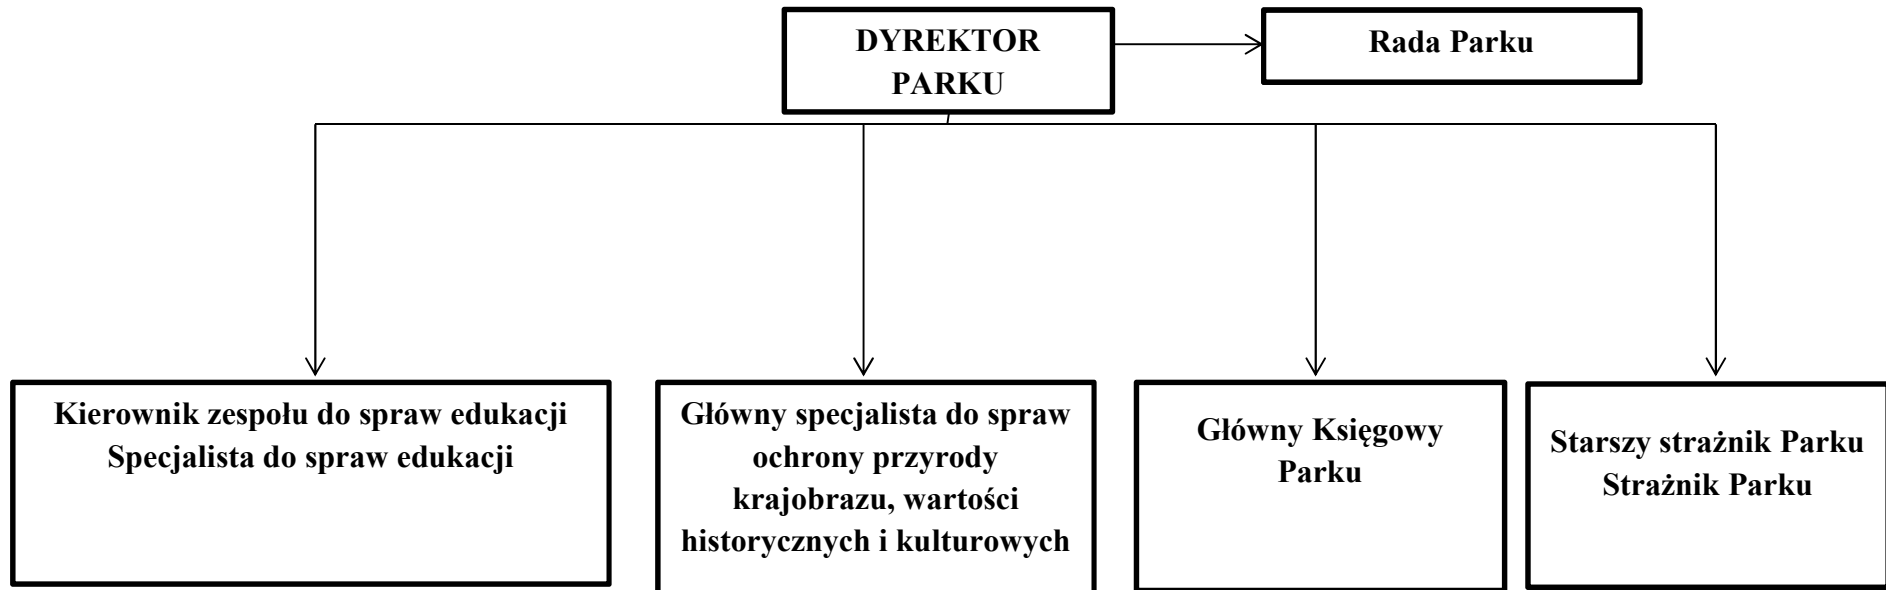 DYREKTOR
PARKU
Rada Parku
Kierownik zespołu do spraw edukacji
Specjalista do spraw edukacji
Główny specjalista do spraw
ochrony przyrody
krajobrazu, wartości
historycznych i kulturowych
Główny Księgowy
Parku
Starszy strażnik Parku
Strażnik Parku